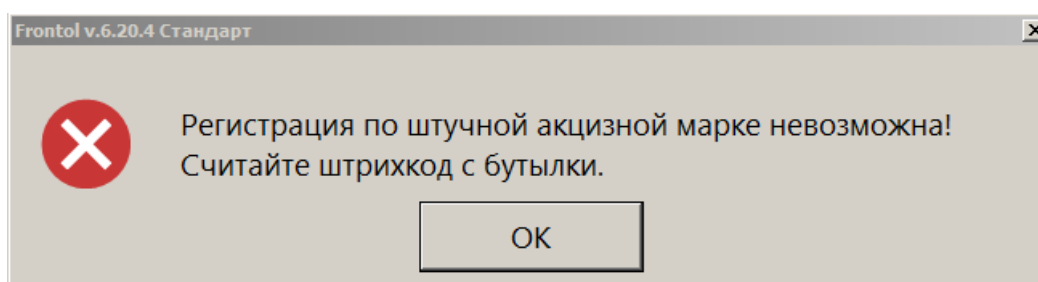 Frontol v.6.20.4 Стандарт
Регистрация по штучной акцизной марке невозможна!
Считайте штрихкод с бутылки.
OK